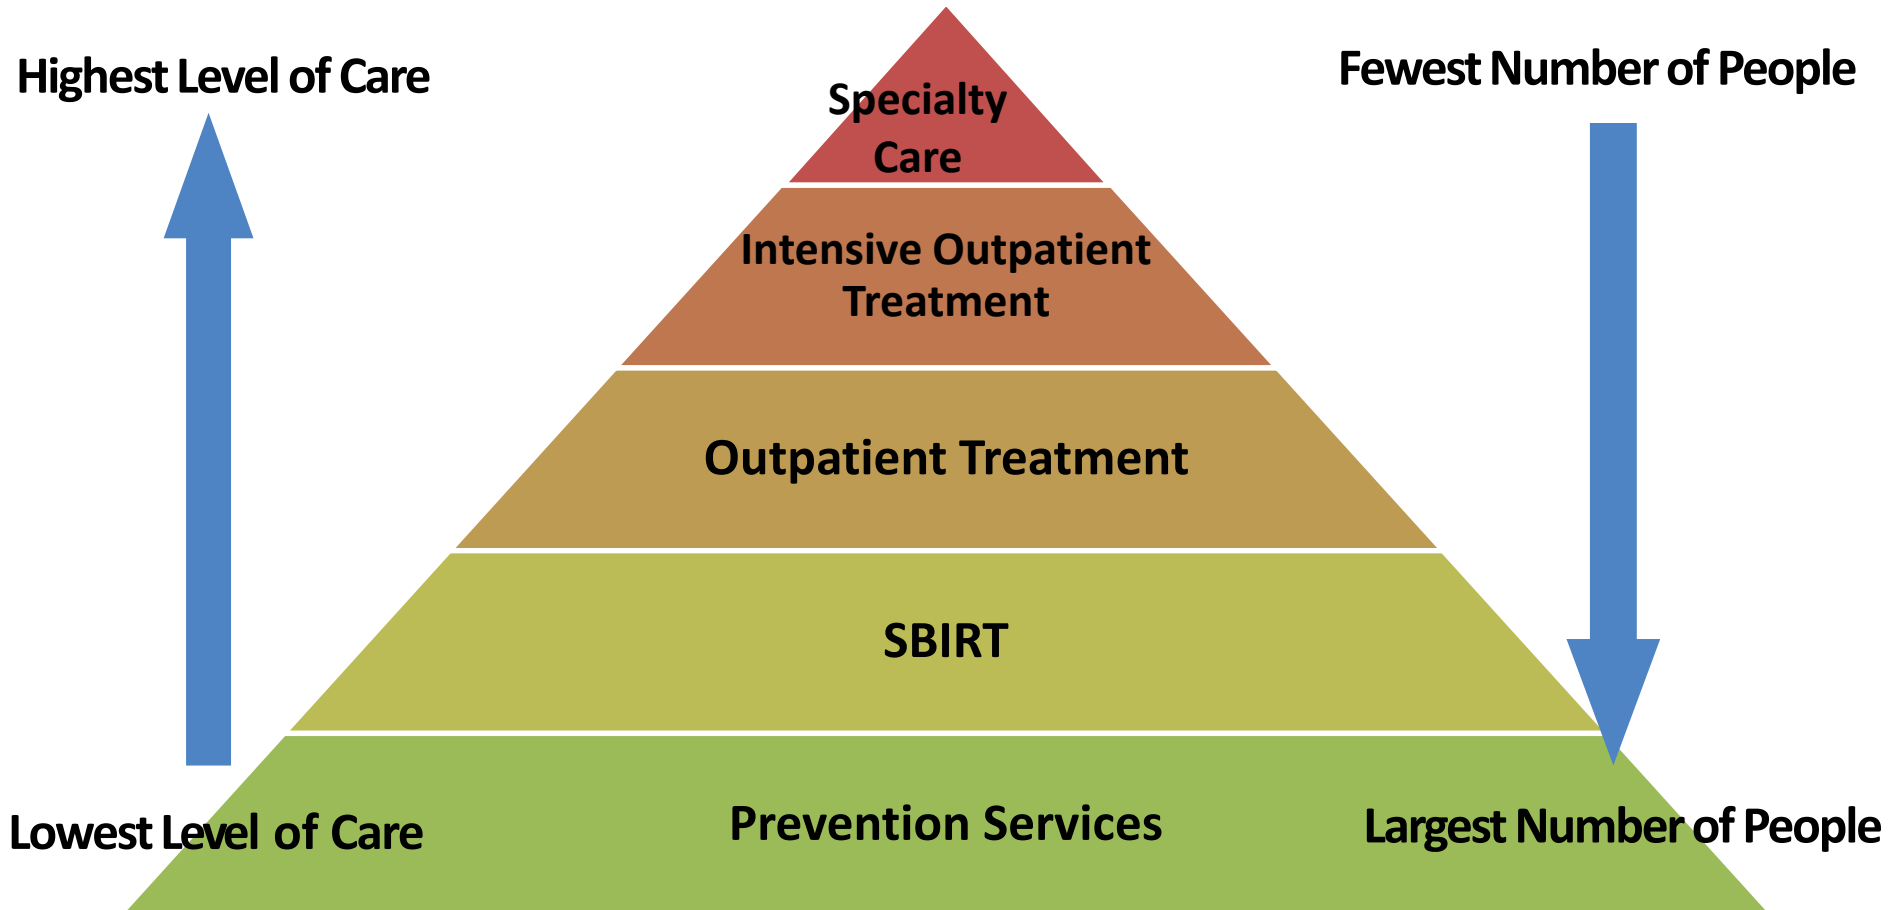 Highest Level of Care
Fewest Number of People
Specialty
Care
Intensive Outpatient
Treatment
Outpatient Treatment
SBIRT
Lowest Level of Care
Prevention Services
Largest Number of People